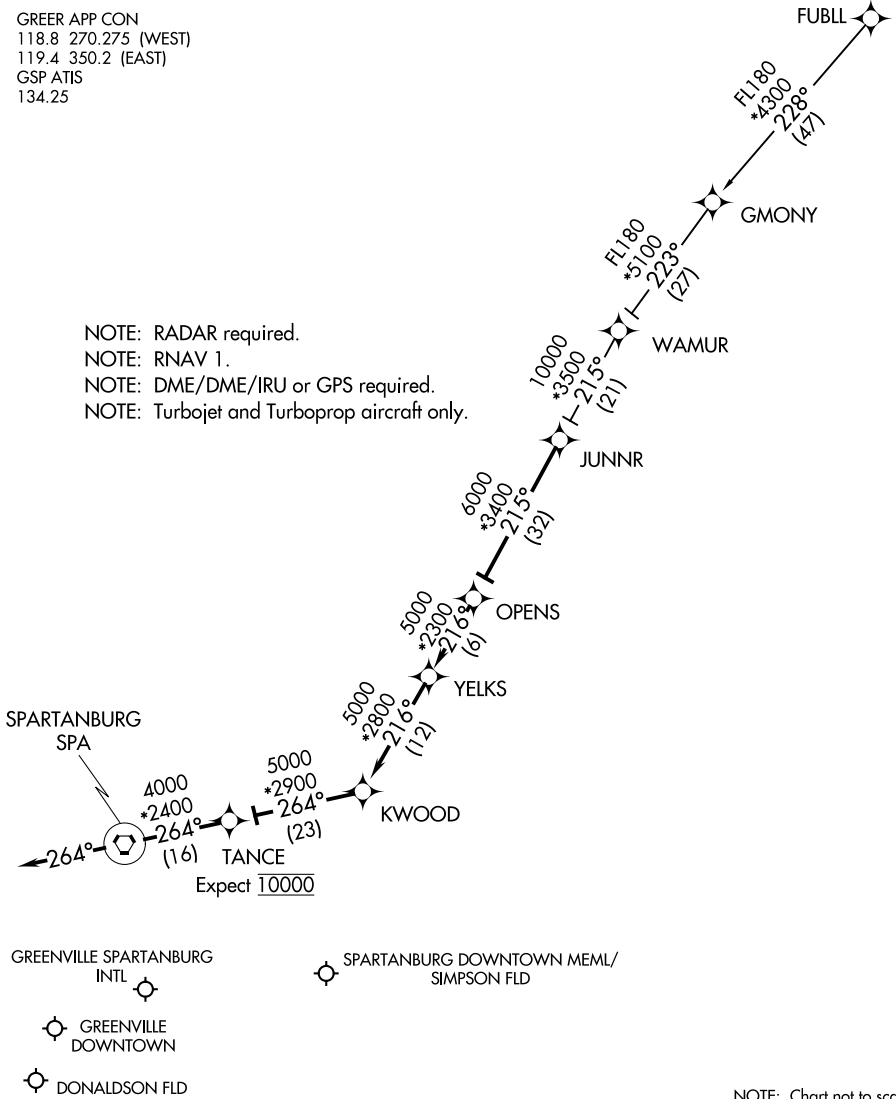 GREER APP CON
118.8 270.275 (WEST)
119.4 350.2 (EAST)
GSP ATIS
134.25
FUBLL
FL180
*4300
228°
(47)
GMONY
FL180
*5100
223°
(27)
WAMUR
NOTE: RADAR required.
NOTE: RNAV 1.
NOTE: DME/DME/IRU or GPS required.
NOTE: Turbojet and Turboprop aircraft only.
10000
*3500
215°
(21)
JUNNR
6000
*3400
215°
(32)
OPENS
5000
*2300
216°
(6)
YELKS
5000
*2800
216°
(12)
KWOOD
5000
*2900
264°
(23)
TANCE
Expect 10000
SPARTANBURG
SPA
4000
*2400
264°
(16)
264°
GREENVILLE SPARTANBURG
INTL
SPARTANBURG DOWNTOWN MEML/
SIMPSON FLD
GREENVILLE
DOWNTOWN
DONALDSON FLD
NOTE: Chart not to